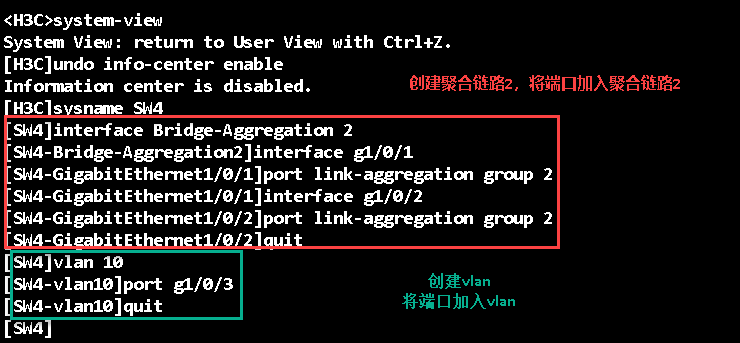 <H3C>system-view
System View: return to User View with Ctrl+Z.
[H3C]undo info-center enable
Information center is disabled.
创建聚合链路2，将端口加入聚合链路2
[H3C]sysname SW4
[SW4]interface Bridge-Aggregation 2
[SW4-Bridge-Aggregation2]interface g1/0/1
[SW4-GigabitEthernet1/0/1]port link-aggregation group 2
[SW4-GigabitEthernet1/0/1]interface g1/0/2
[SW4-GigabitEthernet1/0/2]port link-aggregation group 2
[SW4-GigabitEthernet1/0/2]quit
[SW4]vlan 10
[SW4-vlan10]port g1/0/3
[SW4-vlan10]quit
创建vlan
将端口加入vlan
[SW4]